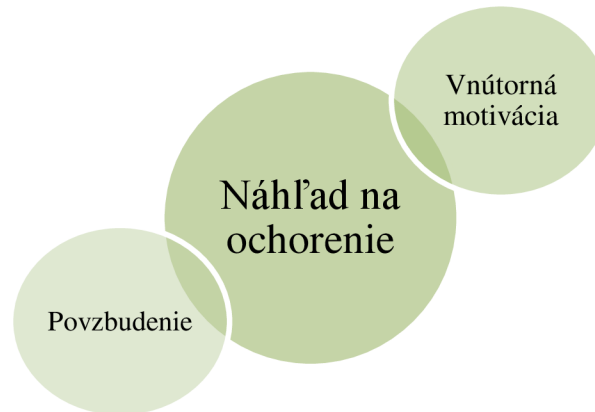 Vnútorná
motivácia
Náhľad na
ochorenie
Povzbudenie